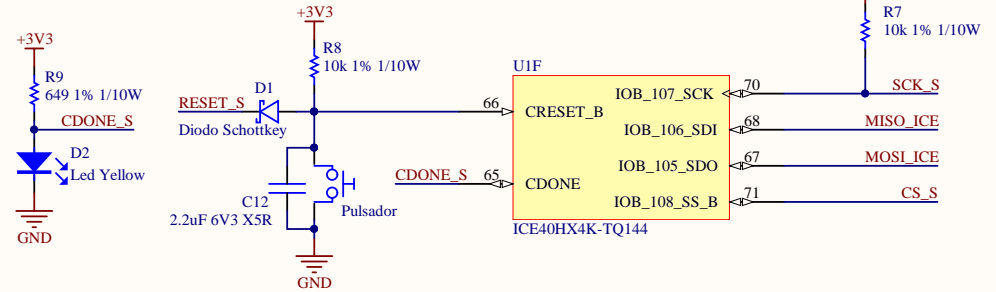 +3V3
R9
649 1% 1/10W
CDONE_S
D2
Led Yellow
GND
+3V3
R8
10k 1% 1/10W
D1
RESET_S
Diodo Schottkey
C12
2.2uF 6V3 X5R
Pulsador
GND
CDONE_S
U1F
66
CRESET_B
65
CDONE
IOB_107_SCK
70
SCK_S
IOB_106_SDI
68
MISO_ICE
IOB_105_SDO
67
MOSI_ICE
IOB_108_SS_B
71
CS_S
ICE40HX4K-TQ144
R7
10k 1% 1/10W